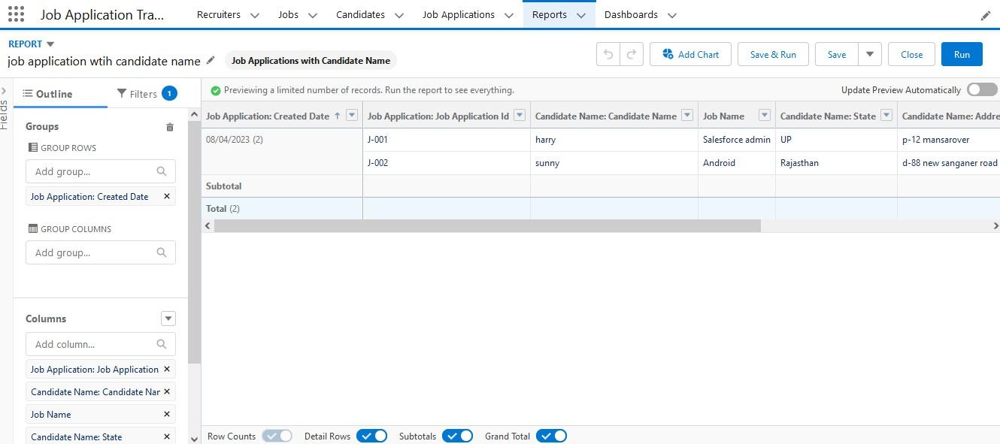 Job Application Tra...
Recruiters
Jobs
Candidates
Job Applications
Reports
Dashboards
REPORT
job application wtih candidate name
Job Applications with Candidate Name
Add Chart
Save & Run
Save
Close
Run
Fields
Outline
Filters
1
Previewing a limited number of records. Run the report to see everything.
Update Preview Automatically
Groups
GROUP ROWS
Add group...
Job Application: Created Date
GROUP COLUMNS
Add group...
Columns
Add column...
Job Application: Job Application
Candidate Name: Candidate Nar
Job Name
Candidate Name: State
Job Application: Created Date
Job Application: Job Application Id
Candidate Name: Candidate Name
Job Name
Candidate Name: State
Candidate Name: Addre
08/04/2023 (2)
J-001
harry
Salesforce admin
UP
p-12 mansarover
J-002
sunny
Android
Rajasthan
d-88 new sanganer road
Subtotal
Total (2)
Row Counts
Detail Rows
Subtotals
Grand Total